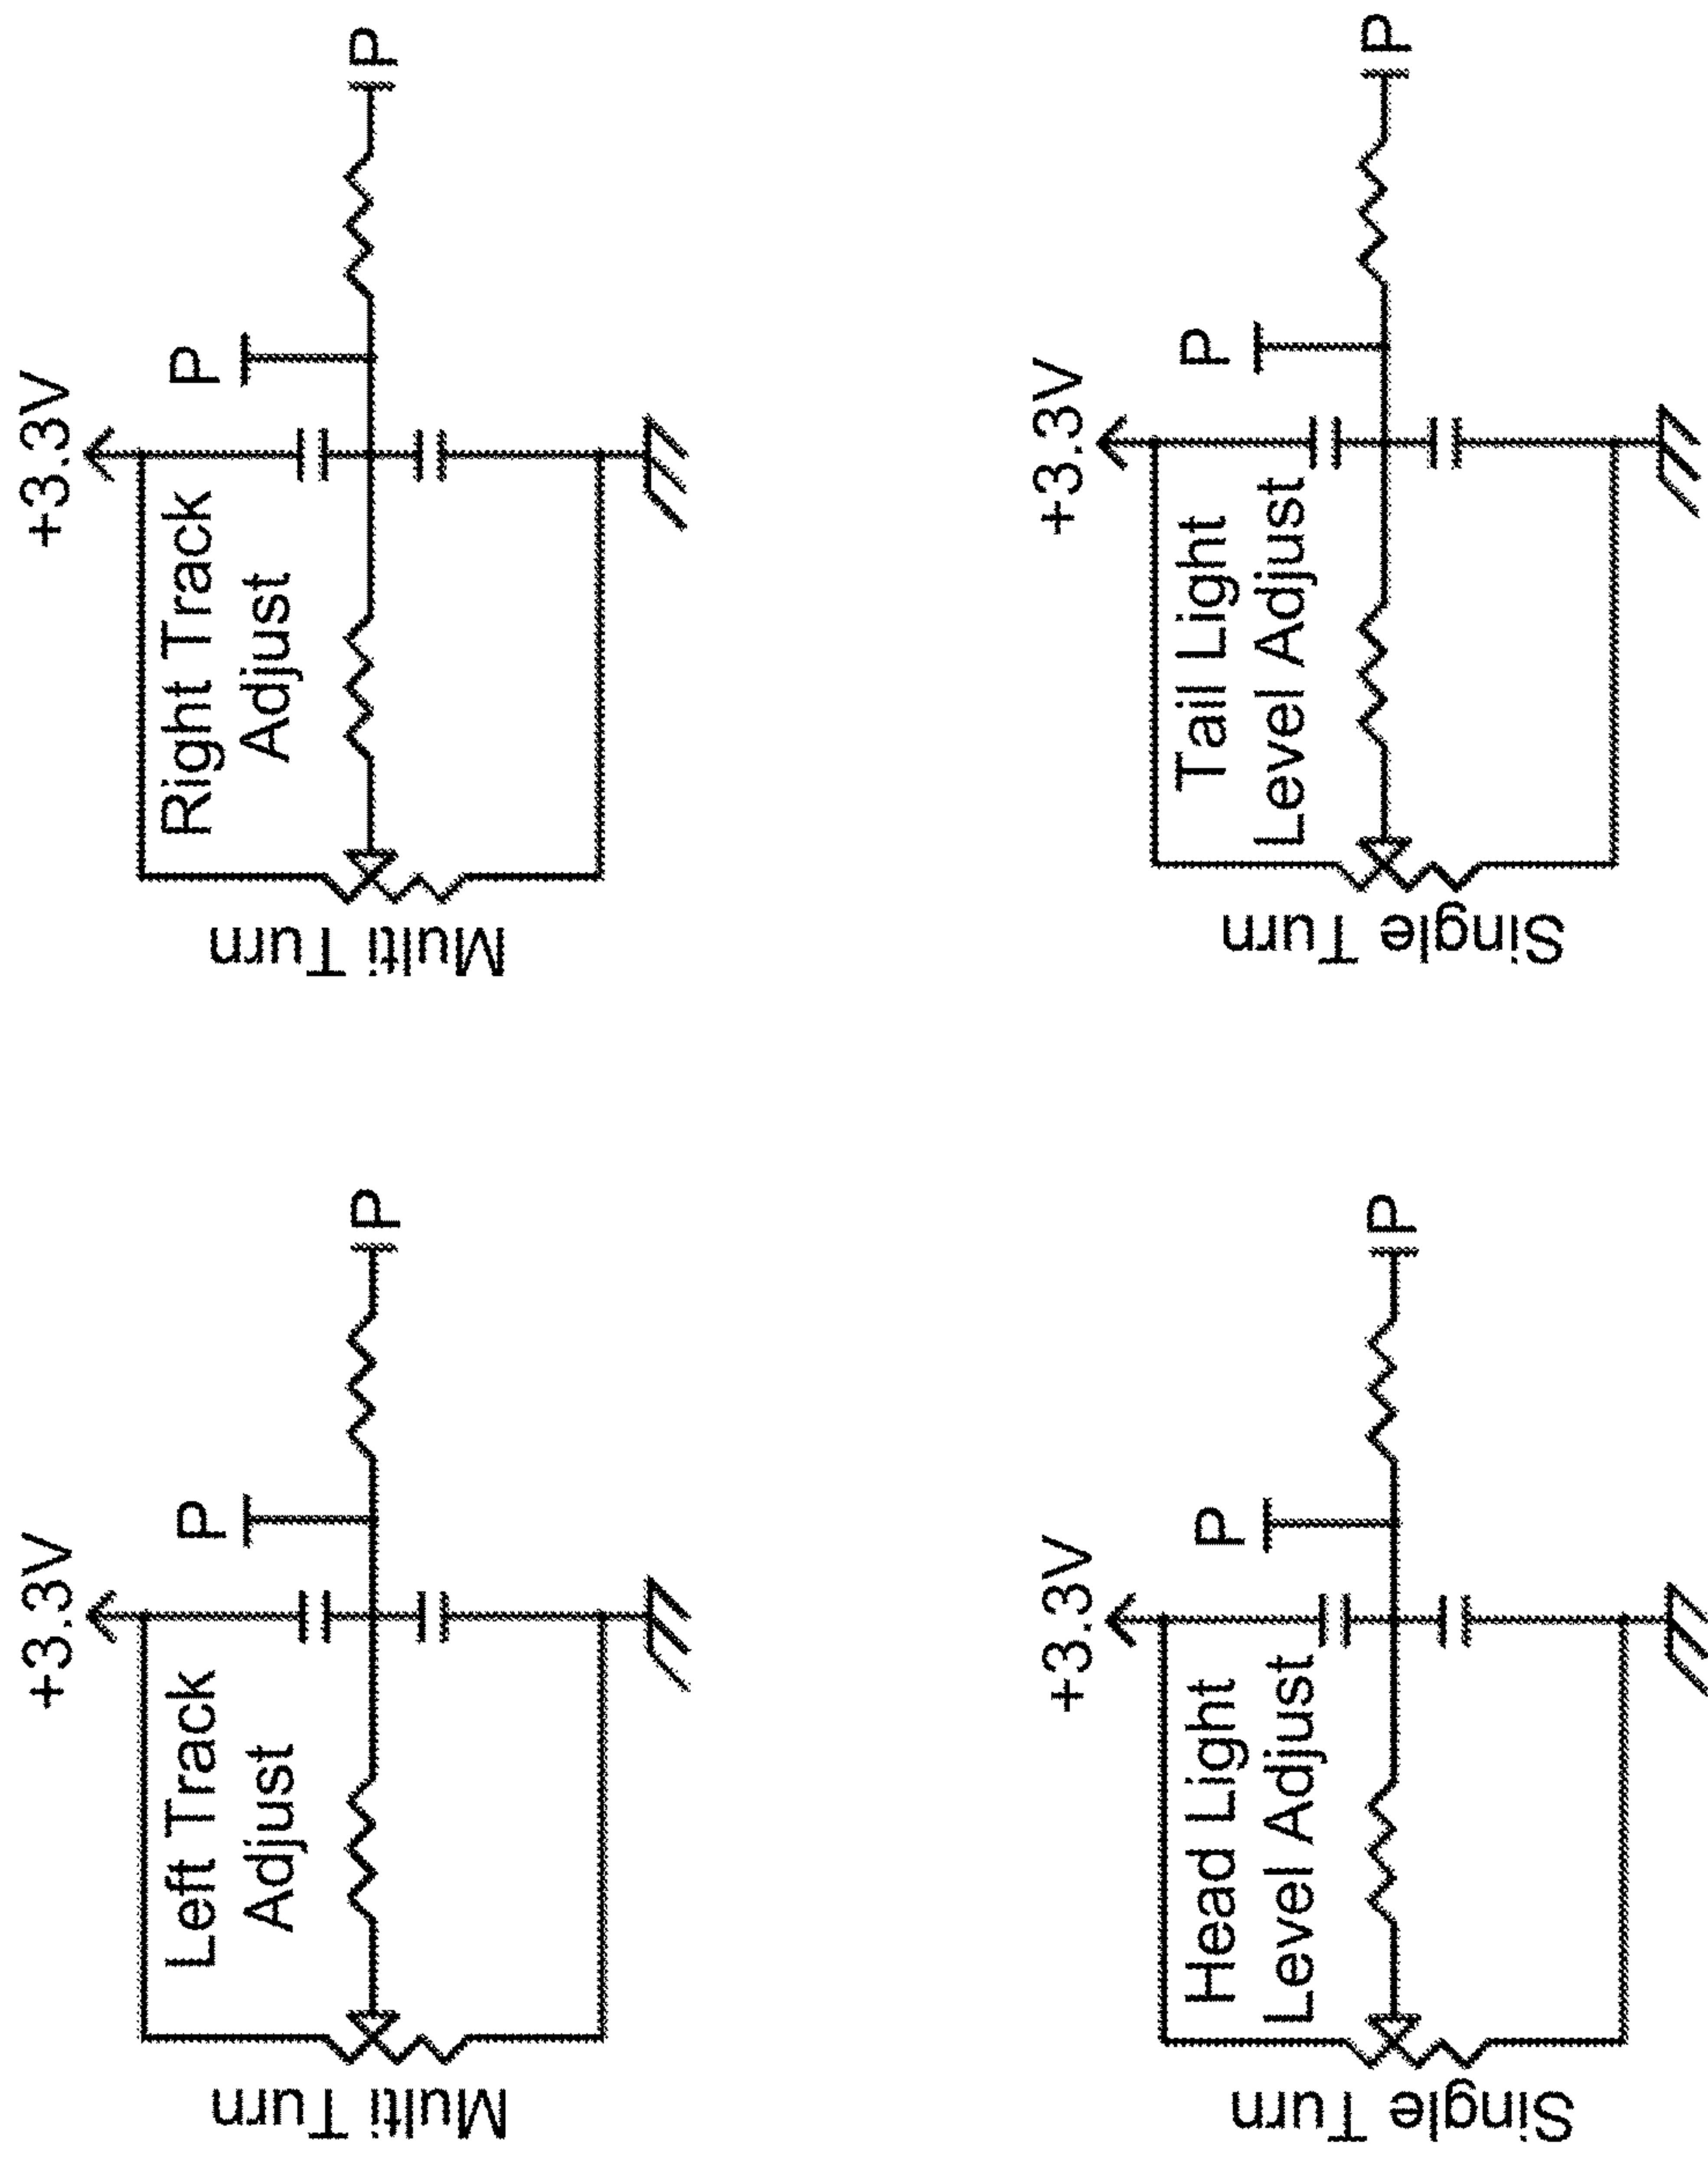 +3.3V
Left Track
Adjust
P
P
Multi Turn
+3.3V
Right Track
Adjust
P
P
Multi Turn
+3.3V
Head Light
Level Adjust
P
P
Single Turn
+3.3V
Tail Light
Level Adjust
P
P
Single Turn